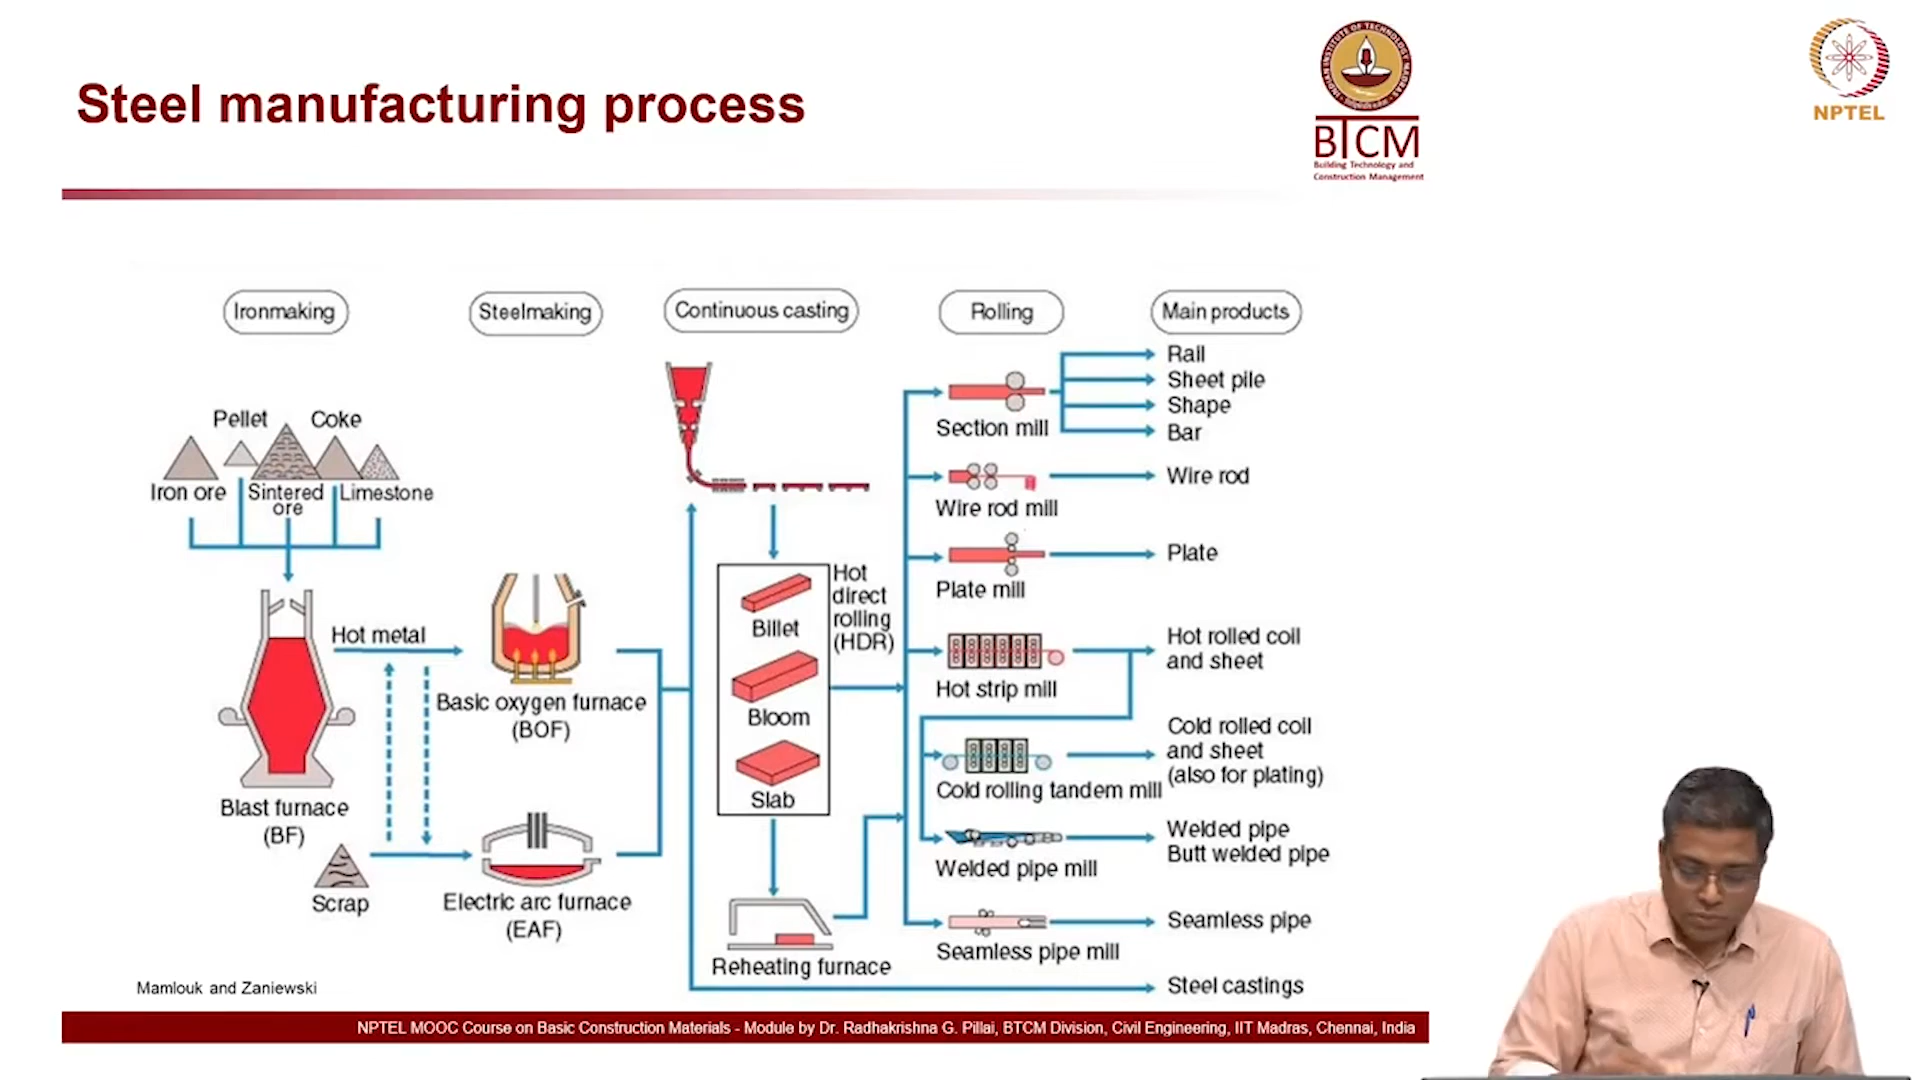 Steel manufacturing process
BTCM
Building Technology and
Construction Management
NPTEL
Ironmaking
Steelmaking
Continuous casting
Rolling
Main products
Pellet
Coke
Iron ore
Sintered
ore
Limestone
Hot metal
Blast furnace
(BF)
Scrap
Basic oxygen furnace
(BOF)
Electric arc furnace
(EAF)
Billet
Bloom
Slab
Hot
direct
rolling
(HDR)
Reheating furnace
Section mill
Wire rod mill
Plate mill
Hot strip mill
Cold rolling tandem mill
Welded pipe mill
Seamless pipe mill
Rail
Sheet pile
Shape
Bar
Wire rod
Plate
Hot rolled coil
and sheet
Cold rolled coil
and sheet
(also for plating)
Welded pipe
Butt welded pipe
Seamless pipe
Steel castings
Mamlouk and Zaniewski
NPTEL MOOC Course on Basic Construction Materials - Module by Dr. Radhakrishna G. Pillai, BTCM Division, Civil Engineering, IIT Madras, Chennai, India